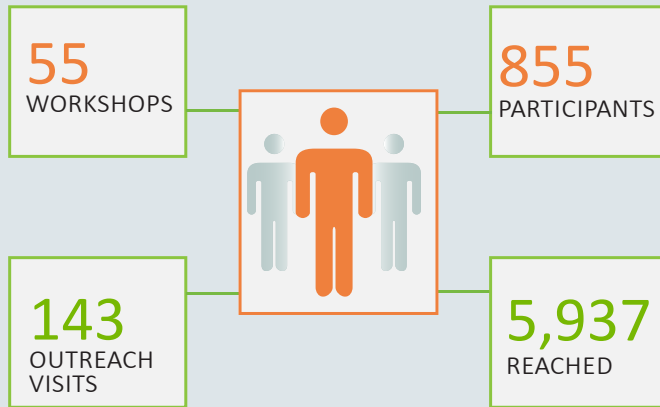 55
WORKSHOPS
855
PARTICIPANTS
143
OUTREACH
VISITS
5,937
REACHED